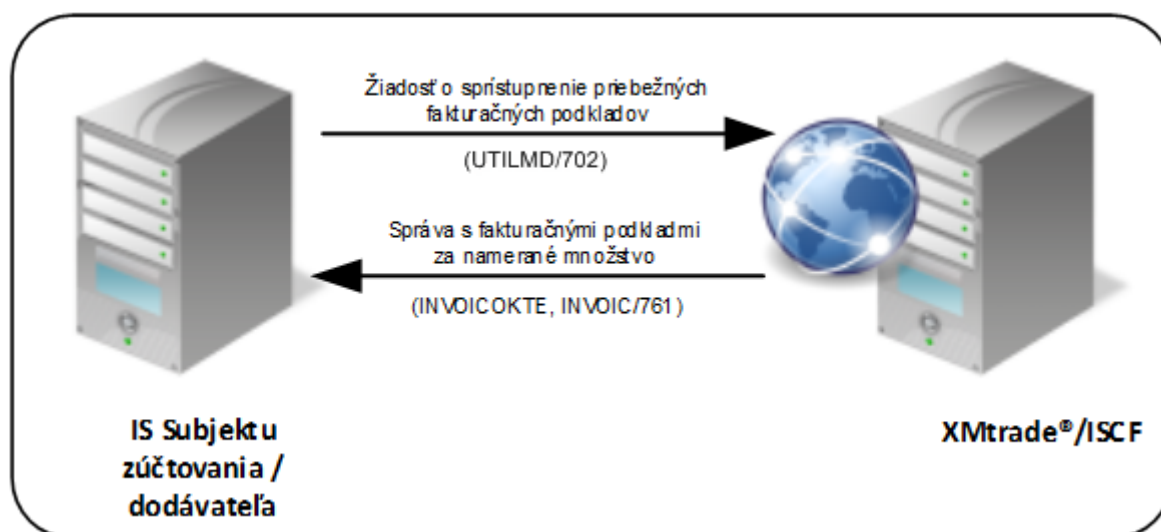 Žiadosť o sprístupnenie priebežných
fakturačných podkladov
(UTILMD/702)
Správa s fakturačnými podkladmi
za namerané množstvo
(INVOICOKTE, INVOIC/761)
IS Subjektu
zúčtovania /
dodávateľa
XMtrade®/ISCF